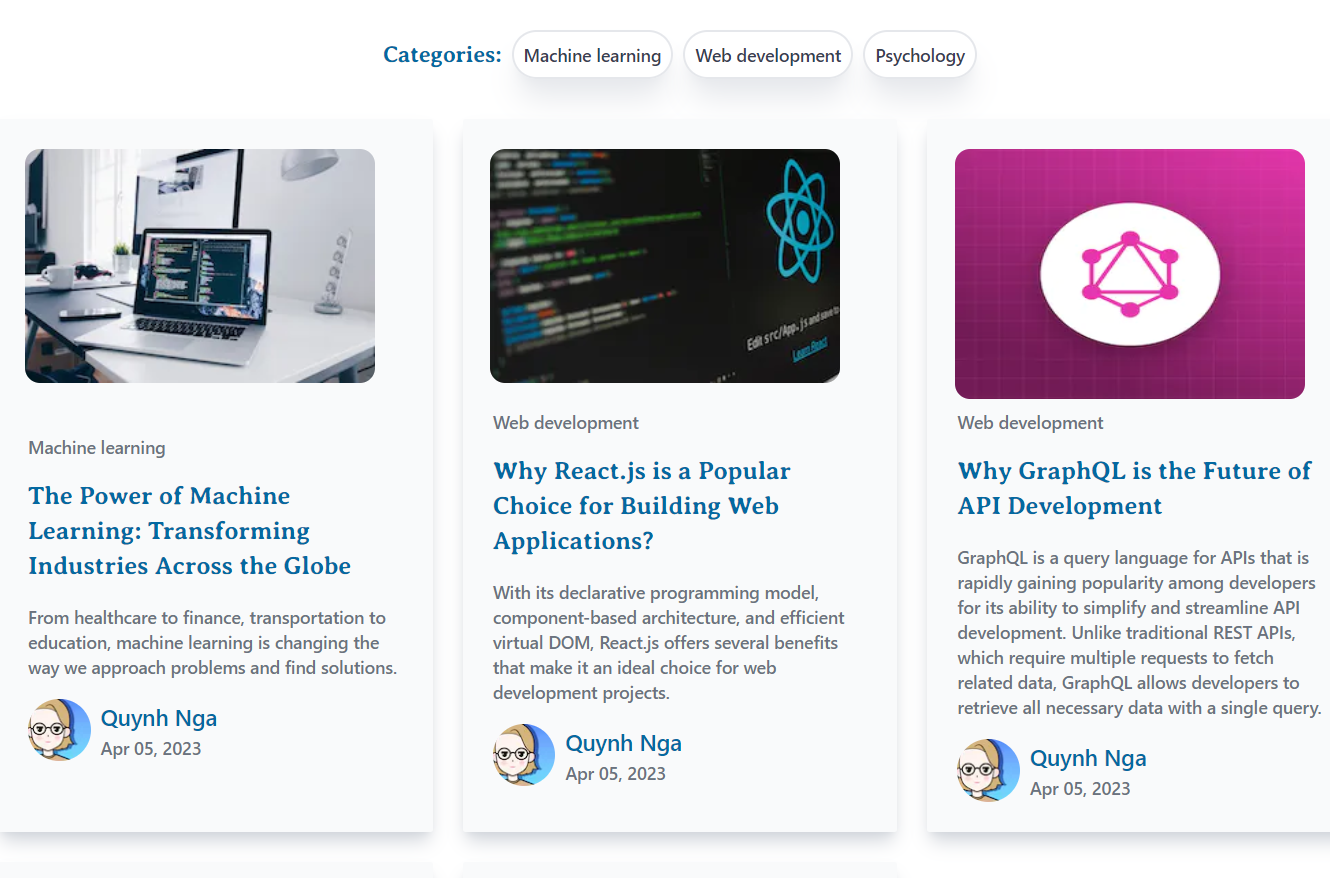 Categories: Machine learning Web development Psychology
Machine learning
The Power of Machine
Learning: Transforming
Industries Across the Globe
From healthcare to finance, transportation to
education, machine learning is changing the
way we approach problems and find solutions.
Quynh Nga
Apr 05, 2023
Edit src/App.js and save to
Learn React
Web development
Why React.js is a Popular
Choice for Building Web
Applications?
With its declarative programming model,
component-based architecture, and efficient
virtual DOM, React.js offers several benefits
that make it an ideal choice for web
development projects.
Quynh Nga
Apr 05, 2023
Web development
Why GraphQL is the Future of
API Development
GraphQL is a query language for APIs that is
rapidly gaining popularity among developers
for its ability to simplify and streamline API
development. Unlike traditional REST APIs,
which require multiple requests to fetch
related data, GraphQL allows developers to
retrieve all necessary data with a single query.
Quynh Nga
Apr 05, 2023